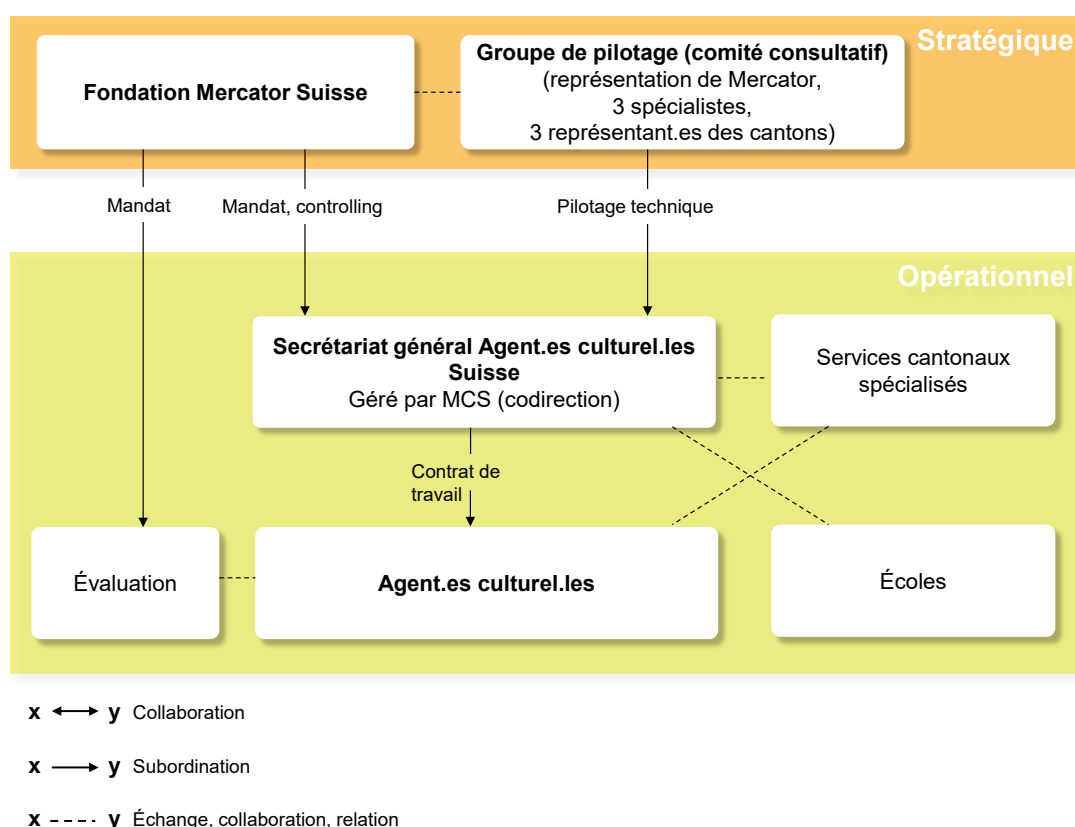 Stratégique
Fondation Mercator Suisse
Groupe de pilotage (comité consultatif)
(représentation de Mercator,
3 spécialistes,
3 représentant.es des cantons)
Mandat
Mandat, controlling
Pilotage technique
Opérationnel
Secrétariat général Agent.es culturel.les
Suisse
Géré par MCS (codirection)
Services cantonaux
spécialisés
Contrat de
travail
Évaluation
Agent.es culturel.les
Écoles
x y Collaboration
x y Subordination
x y Échange, collaboration, relation